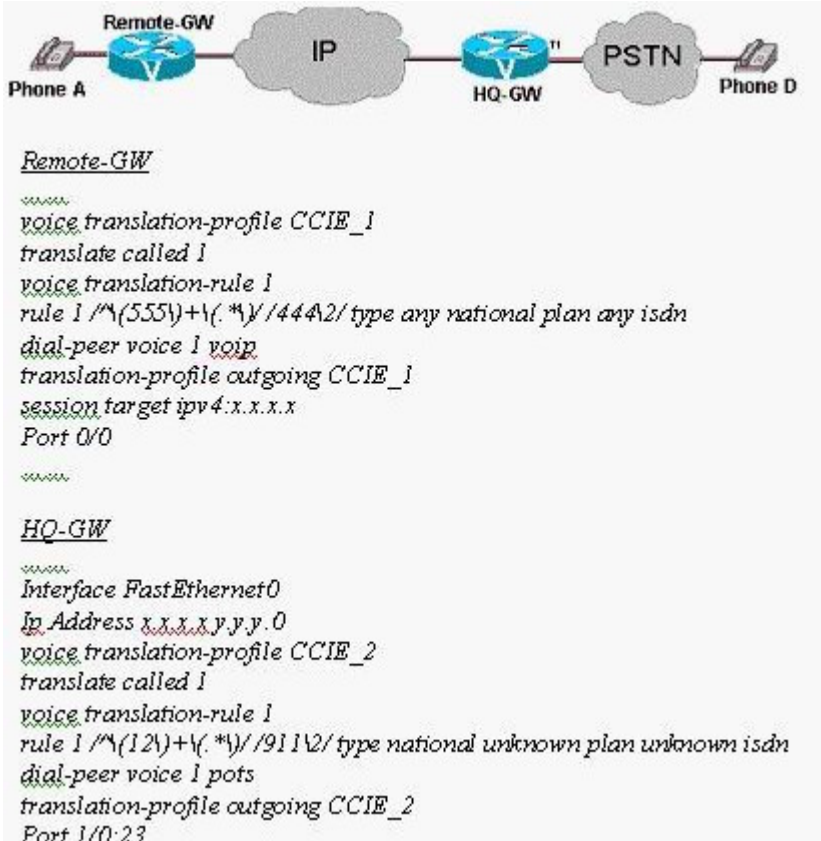 Remote-GW
IP
PSTN
Phone A
HQ-GW
Phone D
Remote-GW
voice translation-profile CCIE_1
translate called 1
voice translation-rule 1
rule 1 /^\(555\)+\(.*\)/ /444\2/ type any national plan any isdn
dial-peer voice 1 voip
translation-profile outgoing CCIE_1
session target ipv4:x.x.x.x
Port 0/0
HQ-GW
Interface FastEthernet0
Ip Address x.x.x.x y.y.y.0
voice translation-profile CCIE_2
translate called 1
voice translation-rule 1
rule 1 /^\(12\)+\(.*\)/ /911\2/ type national unknown plan unknown isdn
dial-peer voice 1 pots
translation-profile outgoing CCIE_2
Port 1/0:23